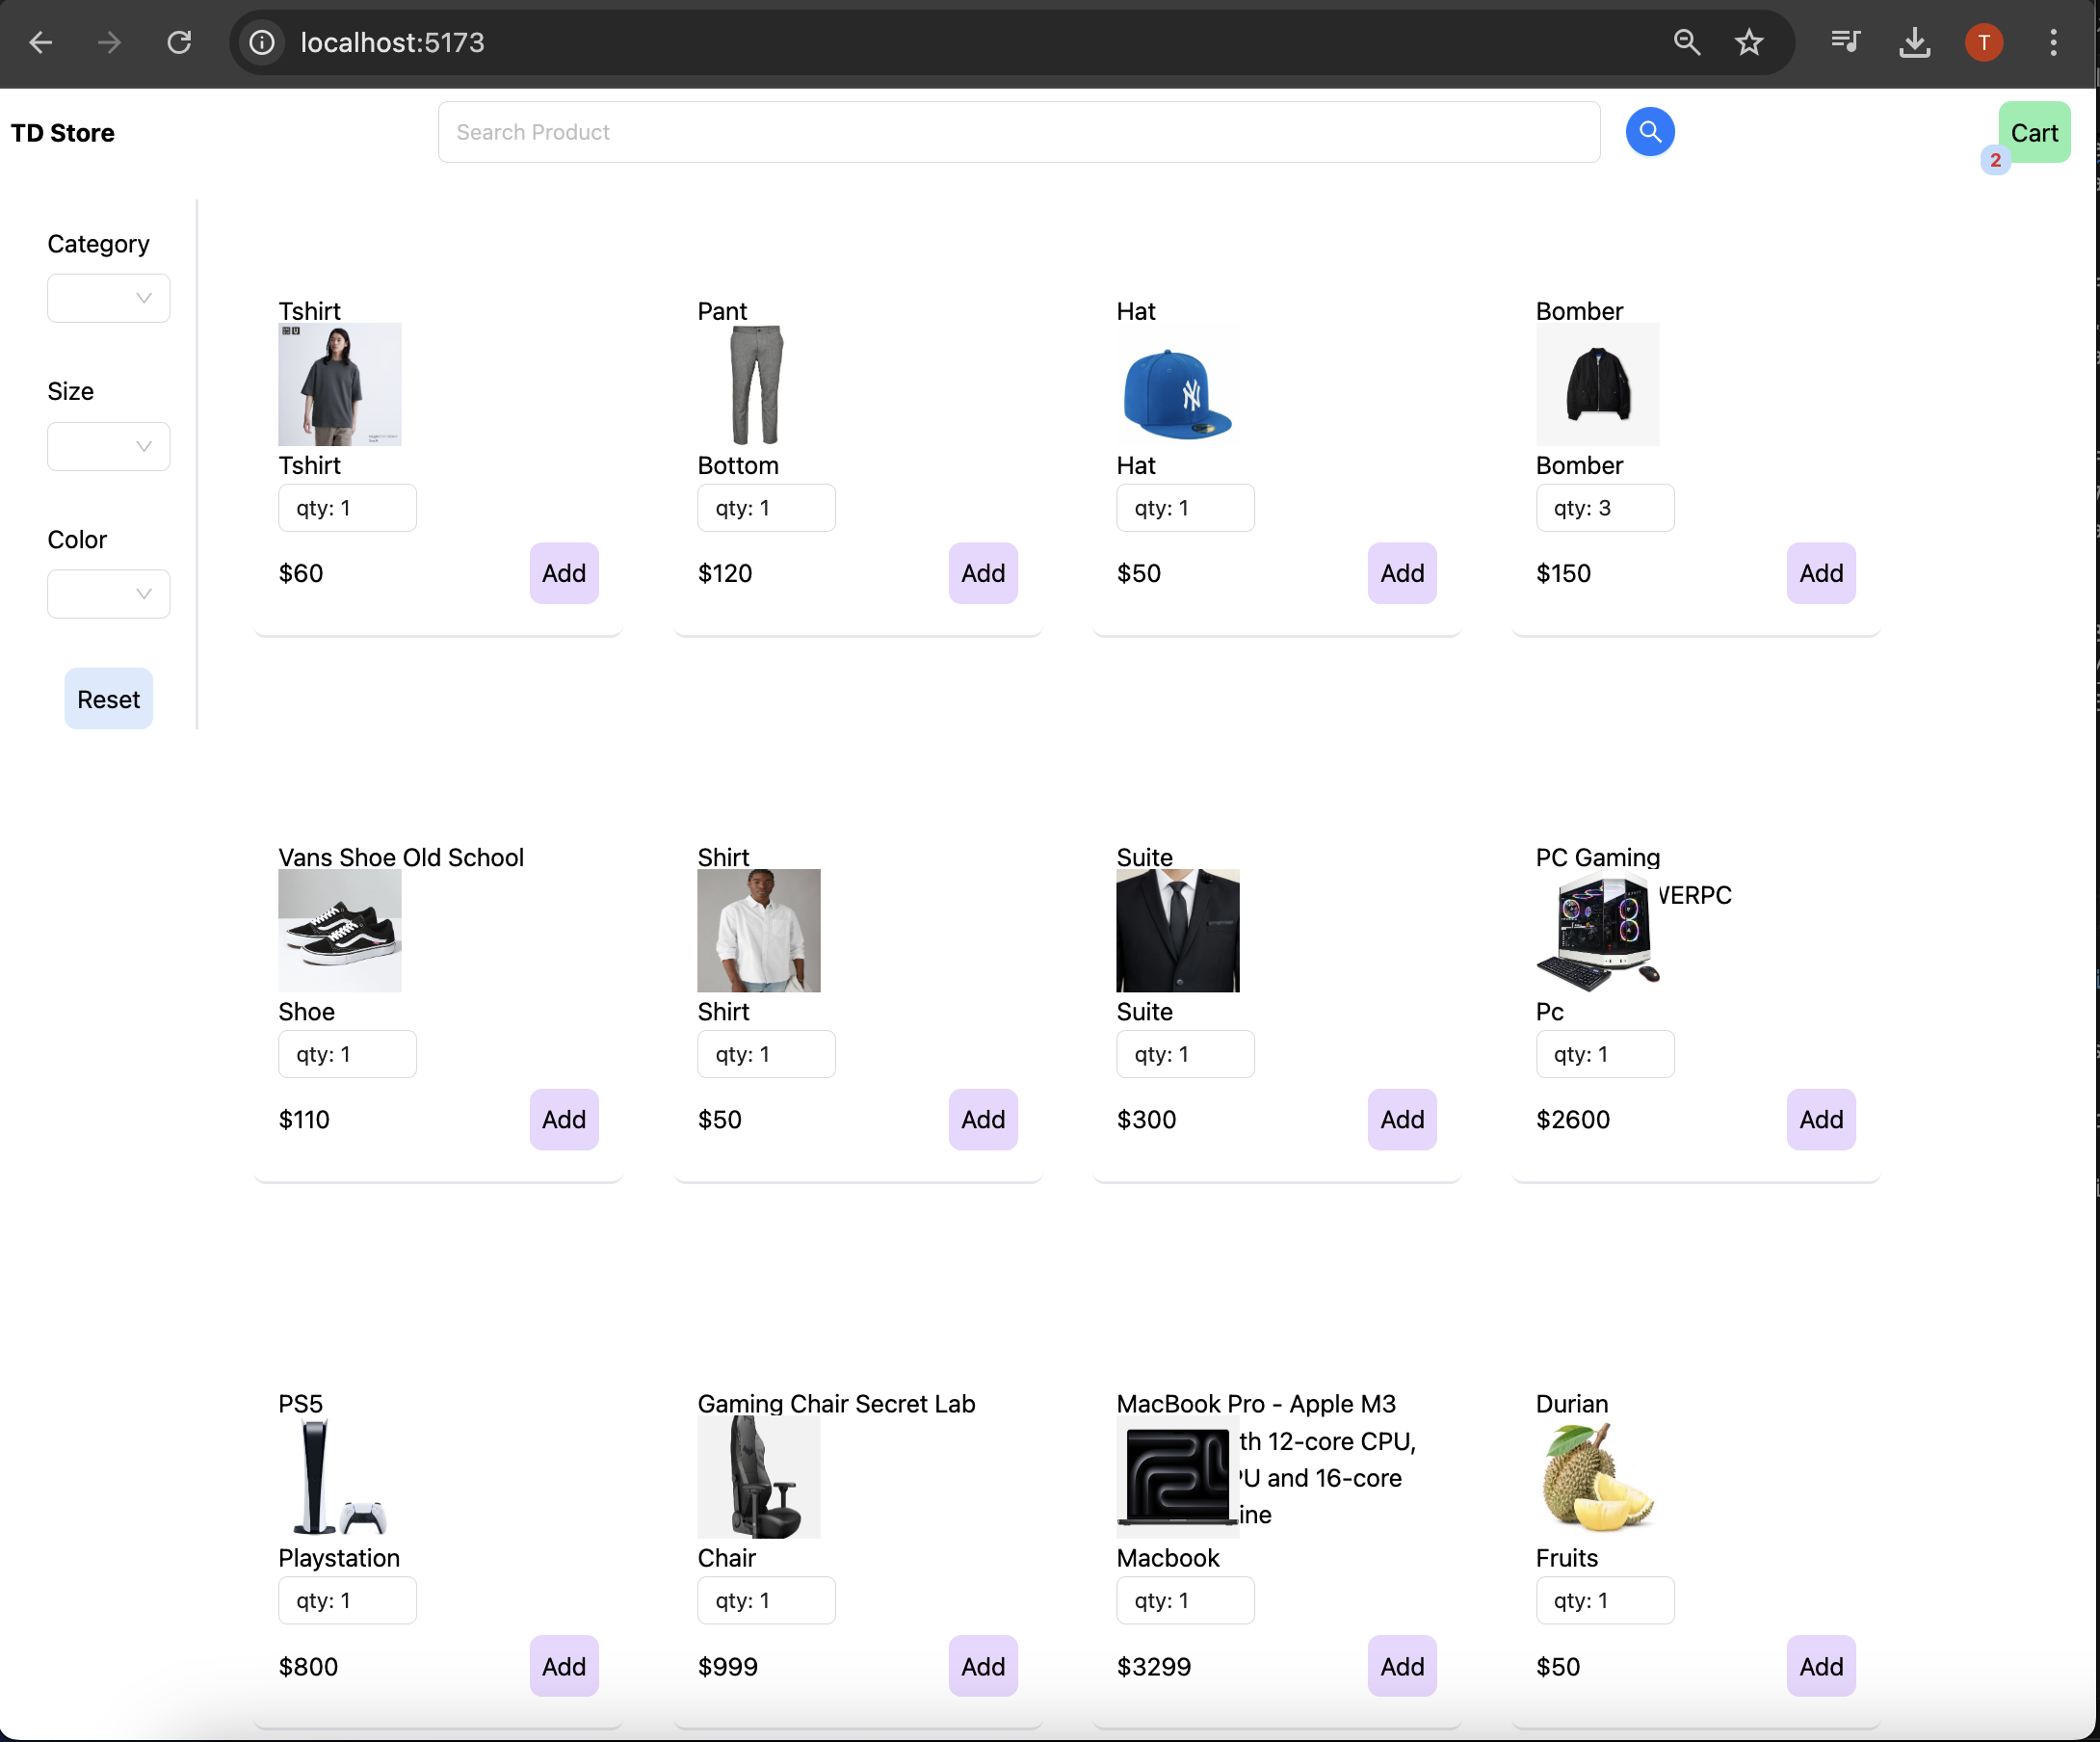 localhost:5173
T
TD Store
Search Product
Cart
2
Category
Size
Color
Reset
Tshirt
Tshirt
qty: 1
$60
Add
Pant
Bottom
qty: 1
$120
Add
Hat
NY
Hat
qty: 1
$50
Add
Bomber
Bomber
qty: 3
$150
Add
Vans Shoe Old School
Shoe
qty: 1
$110
Add
Shirt
Shirt
qty: 1
$50
Add
Suite
Suite
qty: 1
$300
Add
PC Gaming
WERPC
Pc
qty: 1
$2600
Add
PS5
Playstation
qty: 1
$800
Add
Gaming Chair Secret Lab
Chair
qty: 1
$999
Add
MacBook Pro - Apple M3
th 12-core CPU,
PU and 16-core
ine
Macbook
qty: 1
$3299
Add
Durian
Fruits
qty: 1
$50
Add